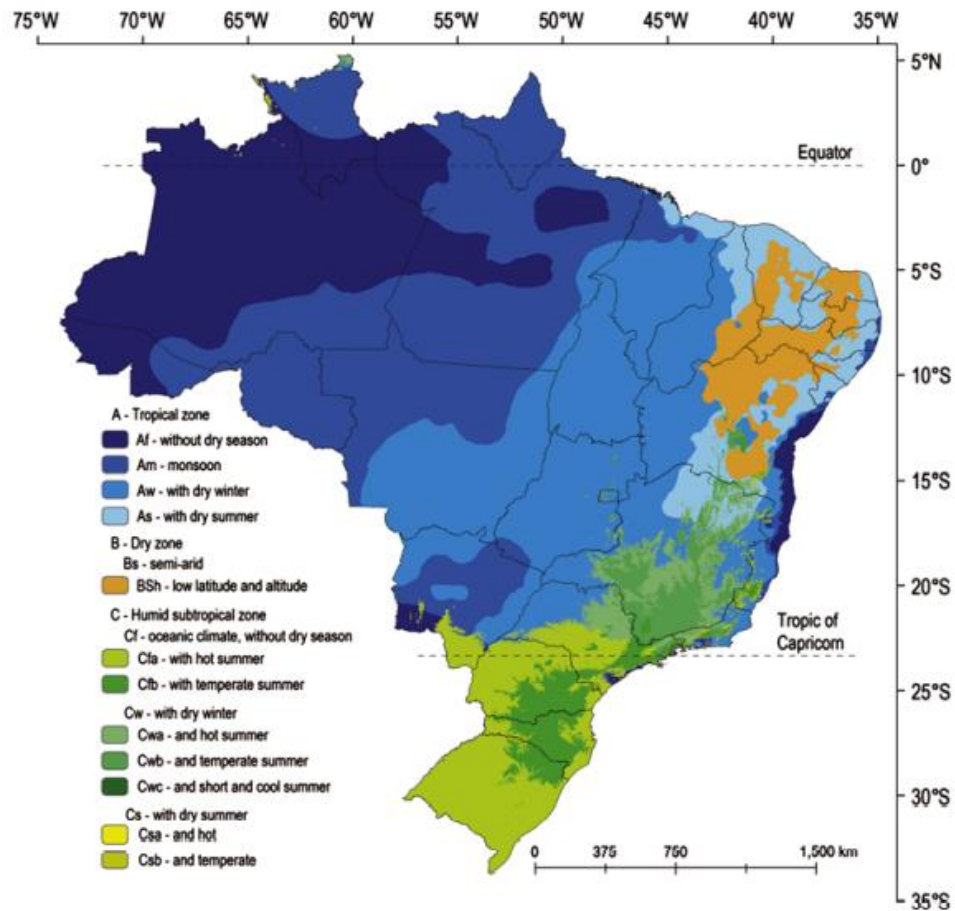 75°W 70°W 65°W 60°W 55°W 50°W 45°W 40°W 35°W
5°N
Equator
0°
5°S
10°S
A - Tropical zone
Af - without dry season
Am - monsoon
15°S
Aw - with dry winter
As - with dry summer
B - Dry zone
Bs - semi-arid
BSh - low latitude and altitude
20°S
C - Humid subtropical zone
Cf - oceanic climate, without dry season
Tropic of
Capricorn
Cfa - with hot summer
Cfb - with temperate summer
25°S
Cw - with dry winter
Cwa - and hot summer
Cwb - and temperate summer
Cwc - and short and cool summer
30°S
Cs - with dry summer
Csa - and hot
Csb - and temperate
0 375 750 1,500 km
35°S